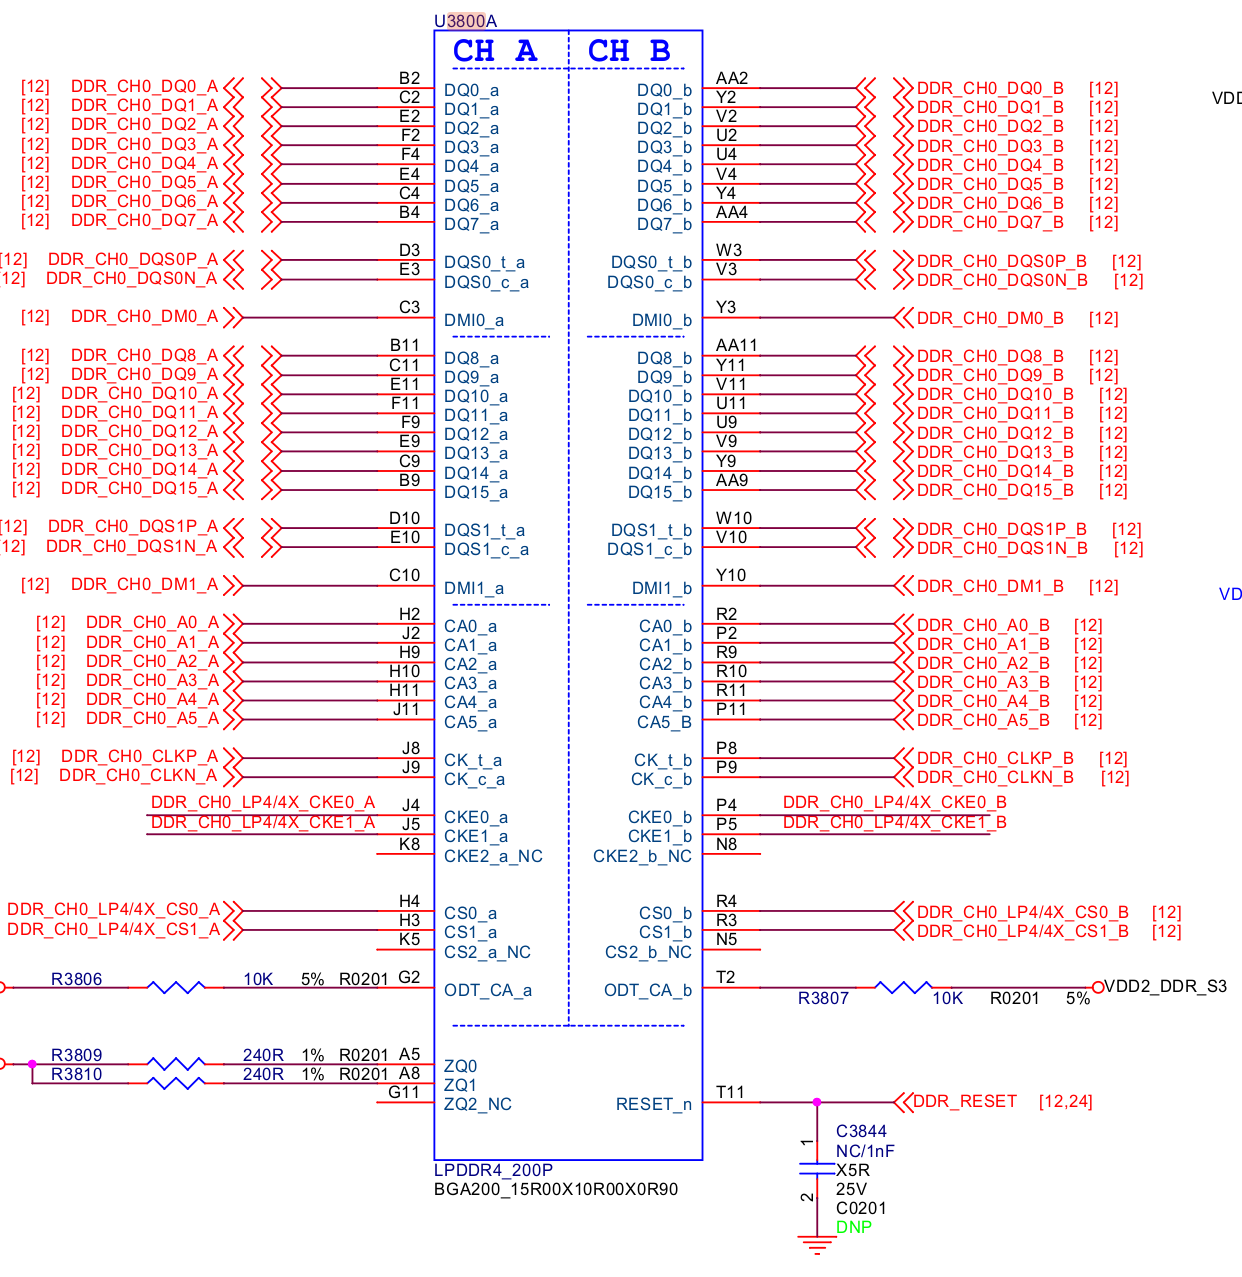 U3800A
CH A CH B
[12] DDR_CH0_DQ0_A B2 DQ0_a DQ0_b AA2 DDR_CH0_DQ0_B [12]
[12] DDR_CH0_DQ1_A C2 DQ1_a DQ1_b Y2 DDR_CH0_DQ1_B [12]
[12] DDR_CH0_DQ2_A E2 DQ2_a DQ2_b V2 DDR_CH0_DQ2_B [12]
[12] DDR_CH0_DQ3_A F2 DQ3_a DQ3_b U2 DDR_CH0_DQ3_B [12]
[12] DDR_CH0_DQ4_A F4 DQ4_a DQ4_b U4 DDR_CH0_DQ4_B [12]
[12] DDR_CH0_DQ5_A E4 DQ5_a DQ5_b V4 DDR_CH0_DQ5_B [12]
[12] DDR_CH0_DQ6_A C4 DQ6_a DQ6_b Y4 DDR_CH0_DQ6_B [12]
[12] DDR_CH0_DQ7_A B4 DQ7_a DQ7_b AA4 DDR_CH0_DQ7_B [12]
[12] DDR_CH0_DQS0P_A D3 DQS0_t_a DQS0_t_b W3 DDR_CH0_DQS0P_B [12]
[12] DDR_CH0_DQS0N_A E3 DQS0_c_a DQS0_c_b V3 DDR_CH0_DQS0N_B [12]
[12] DDR_CH0_DM0_A C3 DMI0_a DMI0_b Y3 DDR_CH0_DM0_B [12]
[12] DDR_CH0_DQ8_A B11 DQ8_a DQ8_b AA11 DDR_CH0_DQ8_B [12]
[12] DDR_CH0_DQ9_A C11 DQ9_a DQ9_b Y11 DDR_CH0_DQ9_B [12]
[12] DDR_CH0_DQ10_A E11 DQ10_a DQ10_b V11 DDR_CH0_DQ10_B [12]
[12] DDR_CH0_DQ11_A F11 DQ11_a DQ11_b U11 DDR_CH0_DQ11_B [12]
[12] DDR_CH0_DQ12_A F9 DQ12_a DQ12_b U9 DDR_CH0_DQ12_B [12]
[12] DDR_CH0_DQ13_A E9 DQ13_a DQ13_b V9 DDR_CH0_DQ13_B [12]
[12] DDR_CH0_DQ14_A C9 DQ14_a DQ14_b Y9 DDR_CH0_DQ14_B [12]
[12] DDR_CH0_DQ15_A B9 DQ15_a DQ15_b AA9 DDR_CH0_DQ15_B [12]
[12] DDR_CH0_DQS1P_A D10 DQS1_t_a DQS1_t_b W10 DDR_CH0_DQS1P_B [12]
[12] DDR_CH0_DQS1N_A E10 DQS1_c_a DQS1_c_b V10 DDR_CH0_DQS1N_B [12]
[12] DDR_CH0_DM1_A C10 DMI1_a DMI1_b Y10 DDR_CH0_DM1_B [12]
[12] DDR_CH0_A0_A H2 CA0_a CA0_b R2 DDR_CH0_A0_B [12]
[12] DDR_CH0_A1_A J2 CA1_a CA1_b P2 DDR_CH0_A1_B [12]
[12] DDR_CH0_A2_A H9 CA2_a CA2_b R9 DDR_CH0_A2_B [12]
[12] DDR_CH0_A3_A H10 CA3_a CA3_b R10 DDR_CH0_A3_B [12]
[12] DDR_CH0_A4_A H11 CA4_a CA4_b R11 DDR_CH0_A4_B [12]
[12] DDR_CH0_A5_A J11 CA5_a CA5_B P11 DDR_CH0_A5_B [12]
[12] DDR_CH0_CLKP_A J8 CK_t_a CK_t_b P8 DDR_CH0_CLKP_B [12]
[12] DDR_CH0_CLKN_A J9 CK_c_a CK_c_b P9 DDR_CH0_CLKN_B [12]
DDR_CH0_LP4/4X_CKE0_A J4 CKE0_a CKE0_b P4 DDR_CH0_LP4/4X_CKE0_B
DDR_CH0_LP4/4X_CKE1_A J5 CKE1_a CKE1_b P5 DDR_CH0_LP4/4X_CKE1_B
K8 CKE2_a_NC CKE2_b_NC N8
DDR_CH0_LP4/4X_CS0_A H4 CS0_a CS0_b R4 DDR_CH0_LP4/4X_CS0_B [12]
DDR_CH0_LP4/4X_CS1_A H3 CS1_a CS1_b R3 DDR_CH0_LP4/4X_CS1_B [12]
K5 CS2_a_NC CS2_b_NC N5
R3806 10K 5% R0201 G2 ODT_CA_a ODT_CA_b T2 R3807 10K R0201 5% VDD2_DDR_S3
R3809 240R 1% R0201 A5 ZQ0
R3810 240R 1% R0201 A8 ZQ1
G11 ZQ2_NC RESET_n T11 DDR_RESET [12,24]
1 C3844
NC/1nF
X5R
25V
2 C0201
DNP
LPDDR4_200P
BGA200_15R00X10R00X0R90